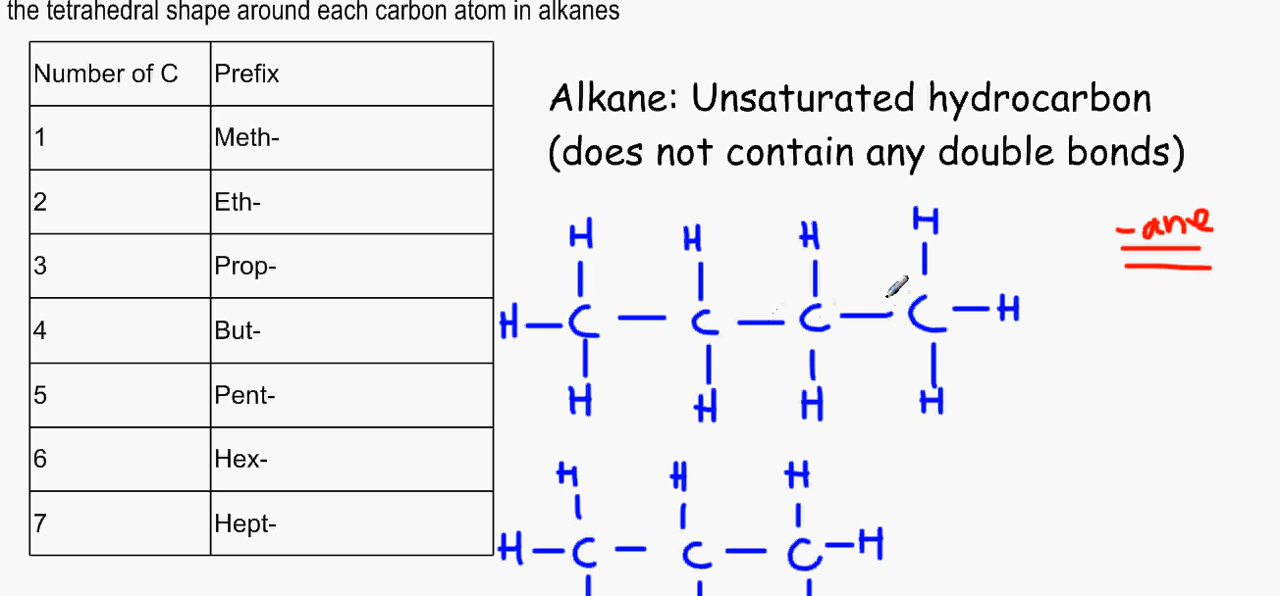 the tetrahedral shape around each carbon atom in alkanes
Number of C Prefix
1 Meth-
2 Eth-
3 Prop-
4 But-
5 Pent-
6 Hex-
7 Hept-
Alkane: Unsaturated hydrocarbon
(does not contain any double bonds)
-ane
H H H H
H-C-C-C-C-H
H H H H
H H H
H-C-C-C-H